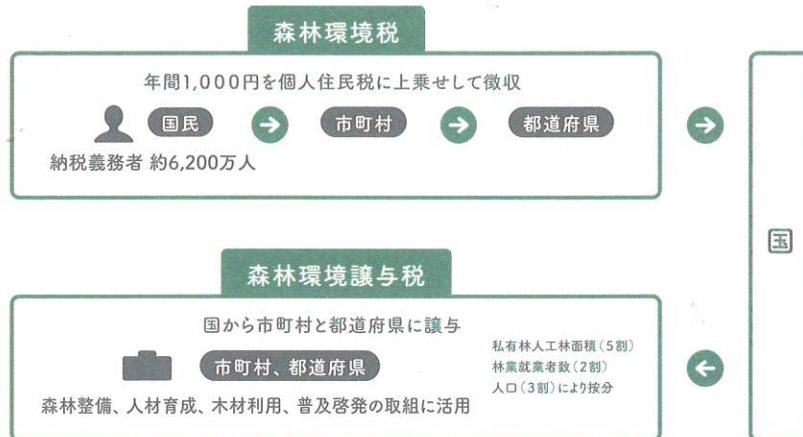 森林環境税
年間1,000円を個人住民税に上乗せして徴収
国民 市町村 都道府県
納税義務者 約6,200万人
国
森林環境譲与税
国から市町村と都道府県に譲与
市町村、都道府県
私有林人工林面積(5割)
林業就業者数(2割)
人口(3割)により按分
森林整備、人材育成、木材利用、普及啓発の取組に活用